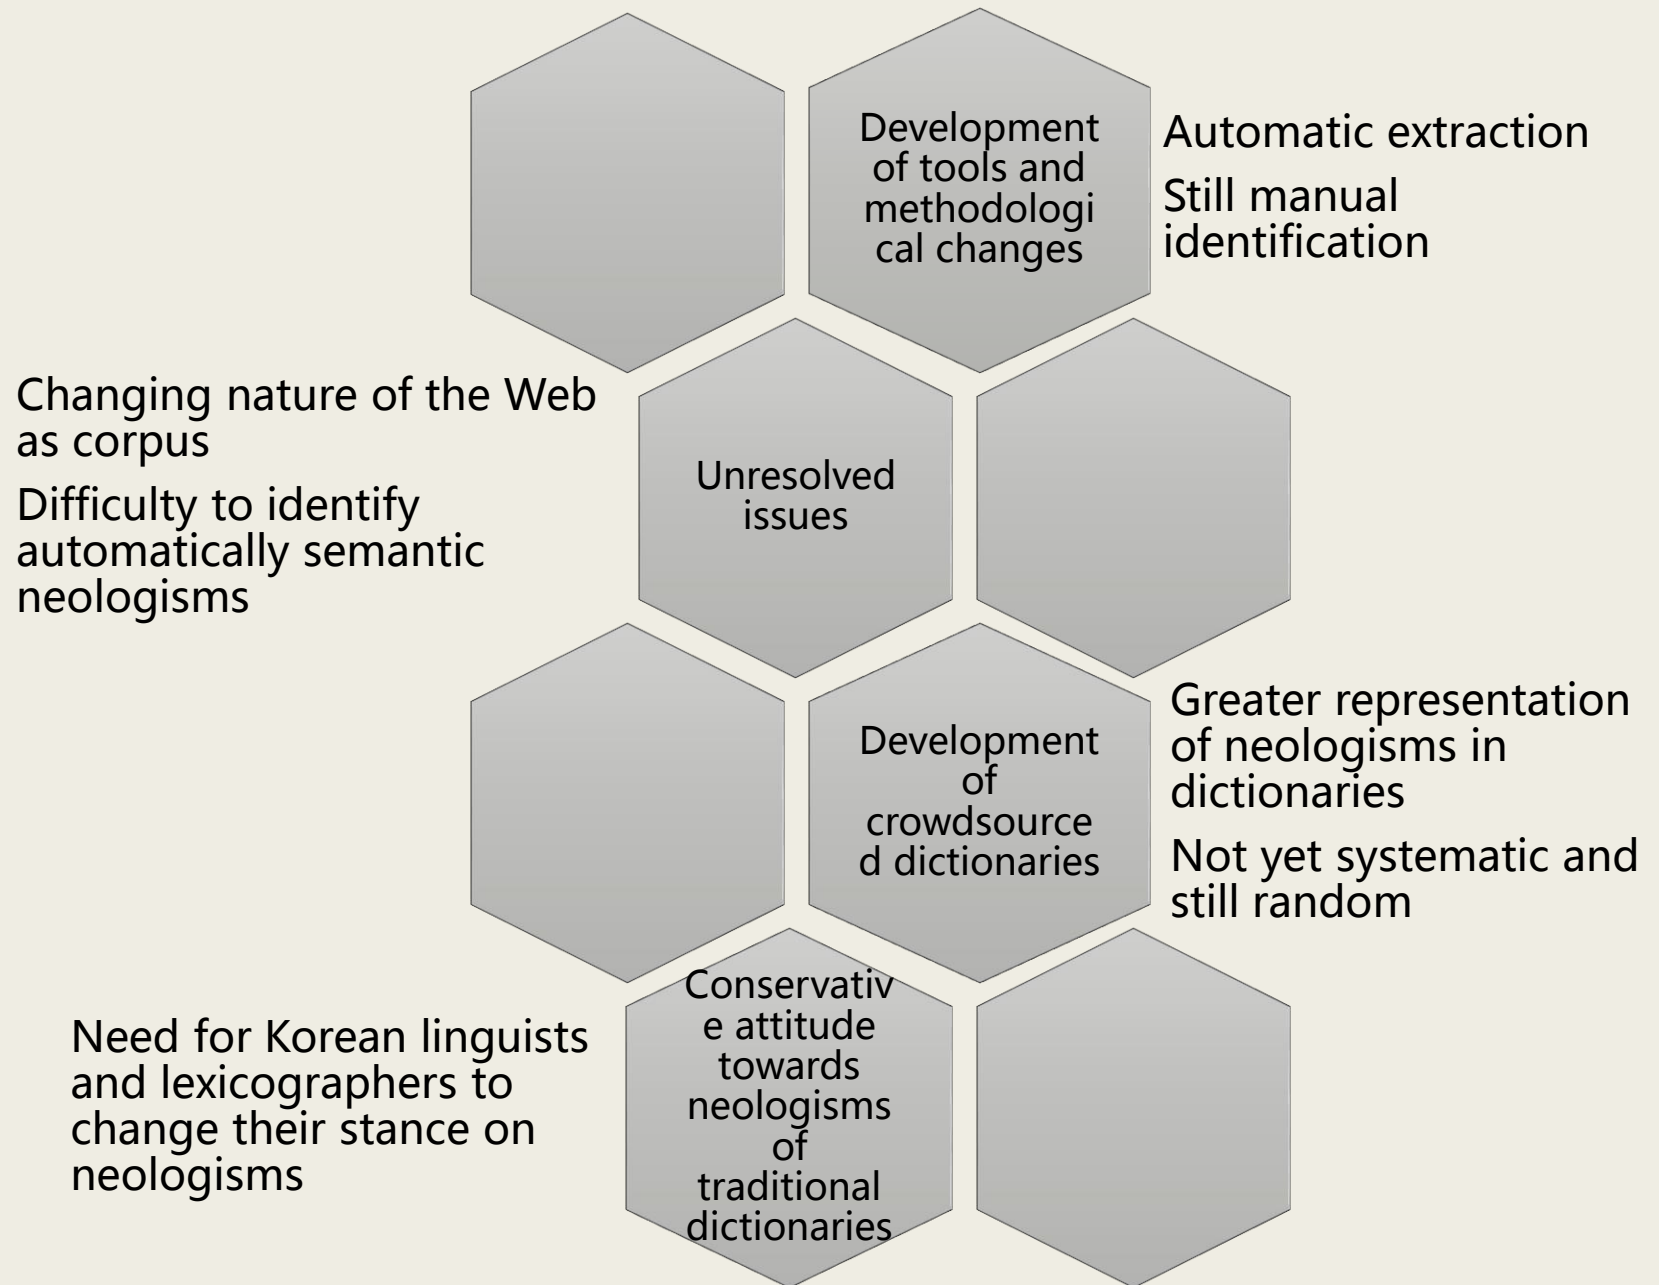 Development
of tools and
methodologi
cal changes
Automatic extraction
Still manual
identification
Changing nature of the Web
as corpus
Difficulty to identify
automatically semantic
neologisms
Unresolved
issues
Development
of
crowdsource
d dictionaries
Greater representation
of neologisms in
dictionaries
Not yet systematic and
still random
Need for Korean linguists
and lexicographers to
change their stance on
neologisms
Conservativ
e attitude
towards
neologisms
of
traditional
dictionaries